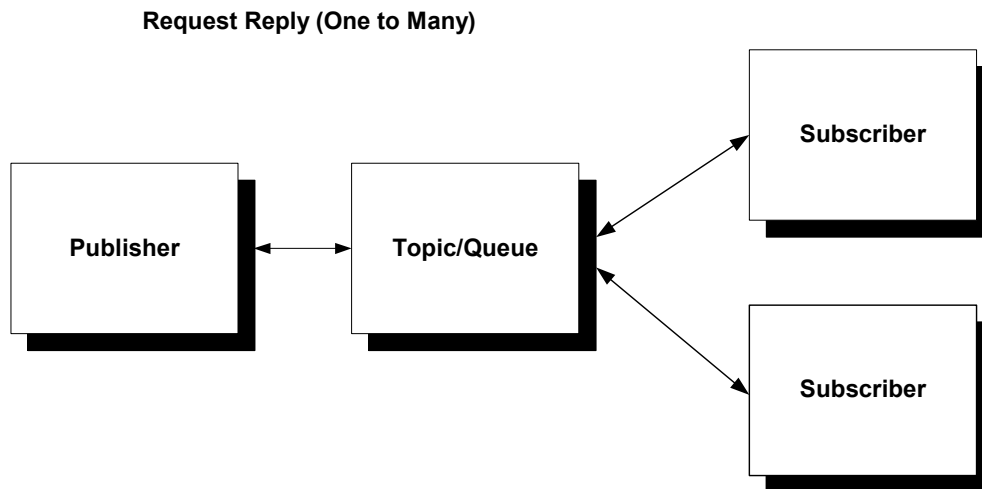 Request Reply (One to Many)
Subscriber
Publisher
Topic/Queue
Subscriber